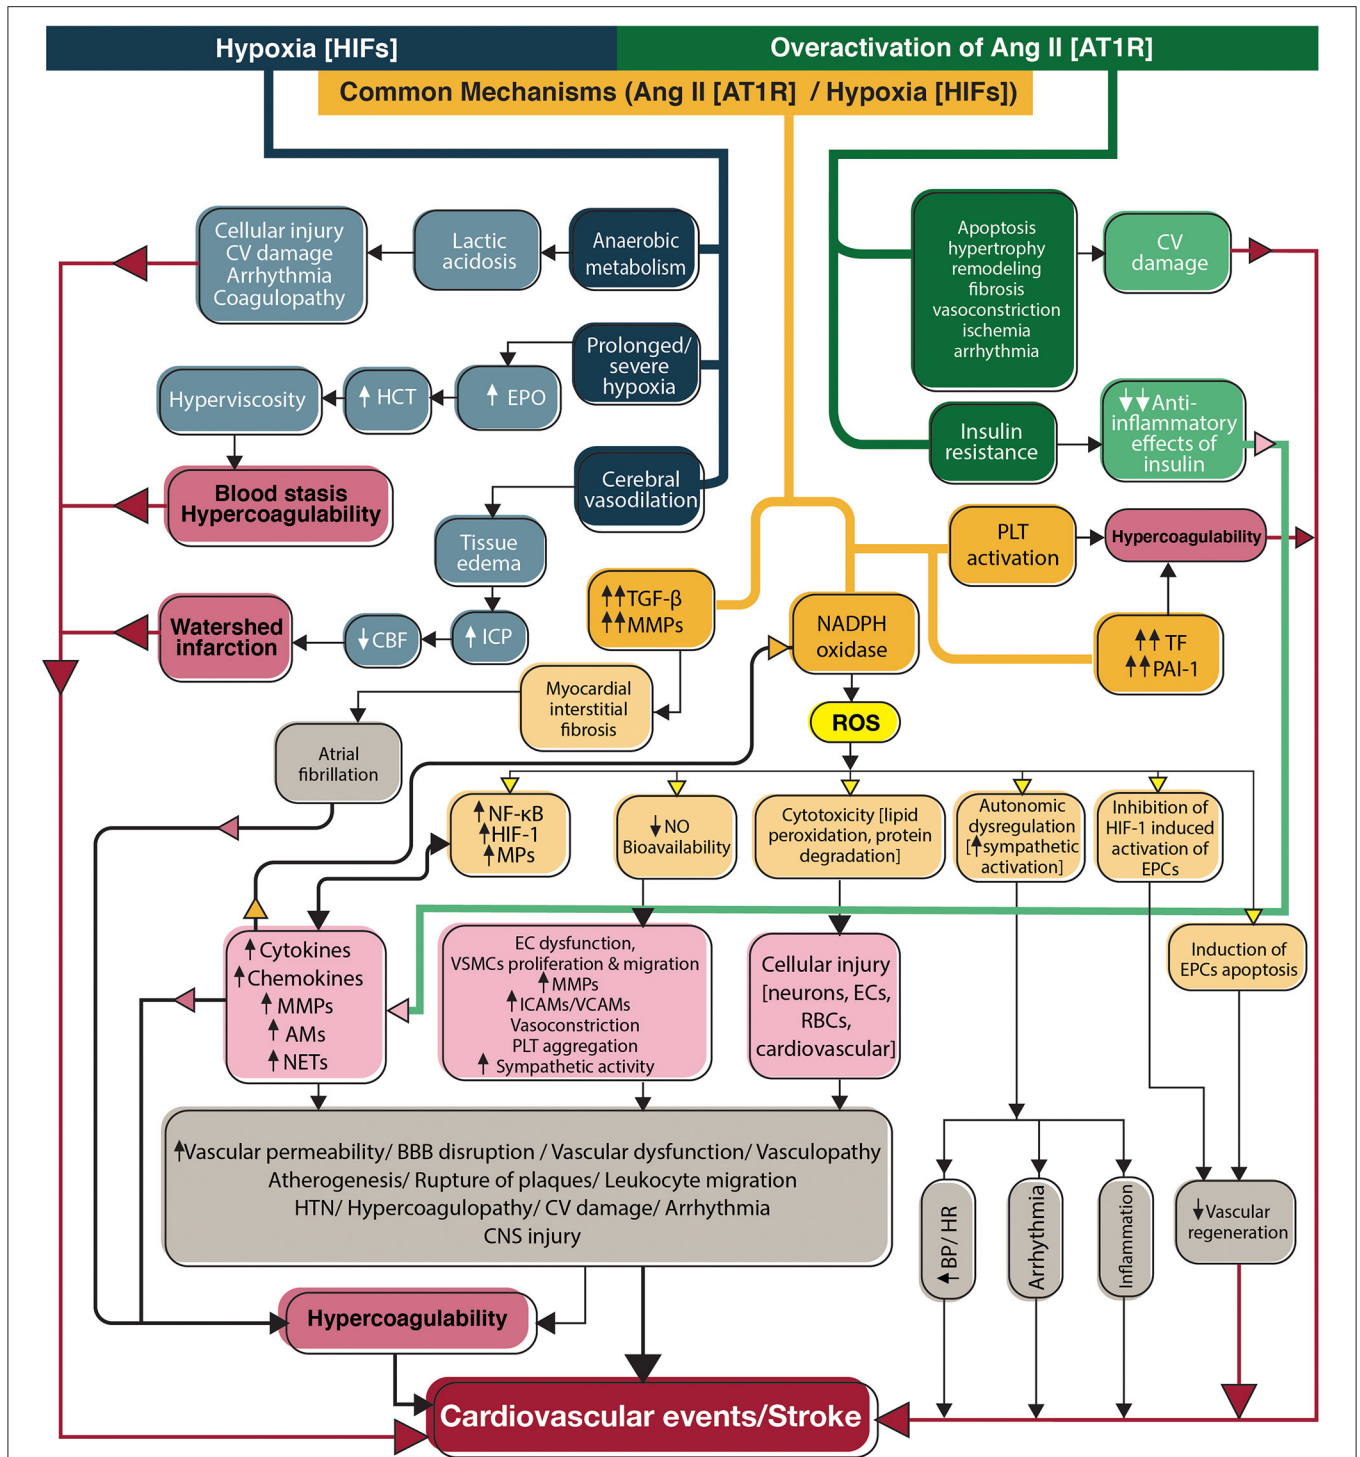 Hypoxia [HIFs]
Overactivation of Ang II [AT1R]
Common Mechanisms (Ang II [AT1R] / Hypoxia [HIFs])
Cellular injury
CV damage
Arrhythmia
Coagulopathy
Lactic
acidosis
Anaerobic
metabolism
Apoptosis
hypertrophy
remodeling
fibrosis
vasoconstriction
ischemia
arrhythmia
CV
damage
Prolonged/
severe
hypoxia
↑ EPO
↑ HCT
Hyperviscosity
Insulin
resistance
↓↓Anti-
inflammatory
effects of
insulin
Blood stasis
Hypercoagulability
Cerebral
vasodilation
Tissue
edema
PLT
activation
Hypercoagulability
↑↑TGF-β
↑↑MMPs
NADPH
oxidase
↑↑ TF
↑↑PAI-1
Watershed
infarction
↓CBF
↑ICP
Myocardial
interstitial
fibrosis
ROS
Atrial
fibrillation
↑NF-κB
↑HIF-1
↑MPs
↓NO
Bioavailability
Cytotoxicity [lipid
peroxidation, protein
degradation]
Autonomic
dysregulation
[↑sympathetic
activation]
Inhibition of
HIF-1 induced
activation of
EPCs
Induction of
EPCs apoptosis
↑Cytokines
↑Chemokines
↑MMPs
↑AMs
↑NETs
EC dysfunction,
VSMCs proliferation & migration
↑MMPs
↑ICAMs/VCAMs
Vasoconstriction
PLT aggregation
↑ Sympathetic activity
Cellular injury
[neurons, ECs,
RBCs,
cardiovascular]
↑Vascular permeability/ BBB disruption / Vascular dysfunction/ Vasculopathy
Atherogenesis/ Rupture of plaques/ Leukocyte migration
HTN/ Hypercoagulopathy/ CV damage/ Arrhythmia
CNS injury
↑BP/ HR
Arrhythmia
Inflammation
↓Vascular
regeneration
Hypercoagulability
Cardiovascular events/Stroke